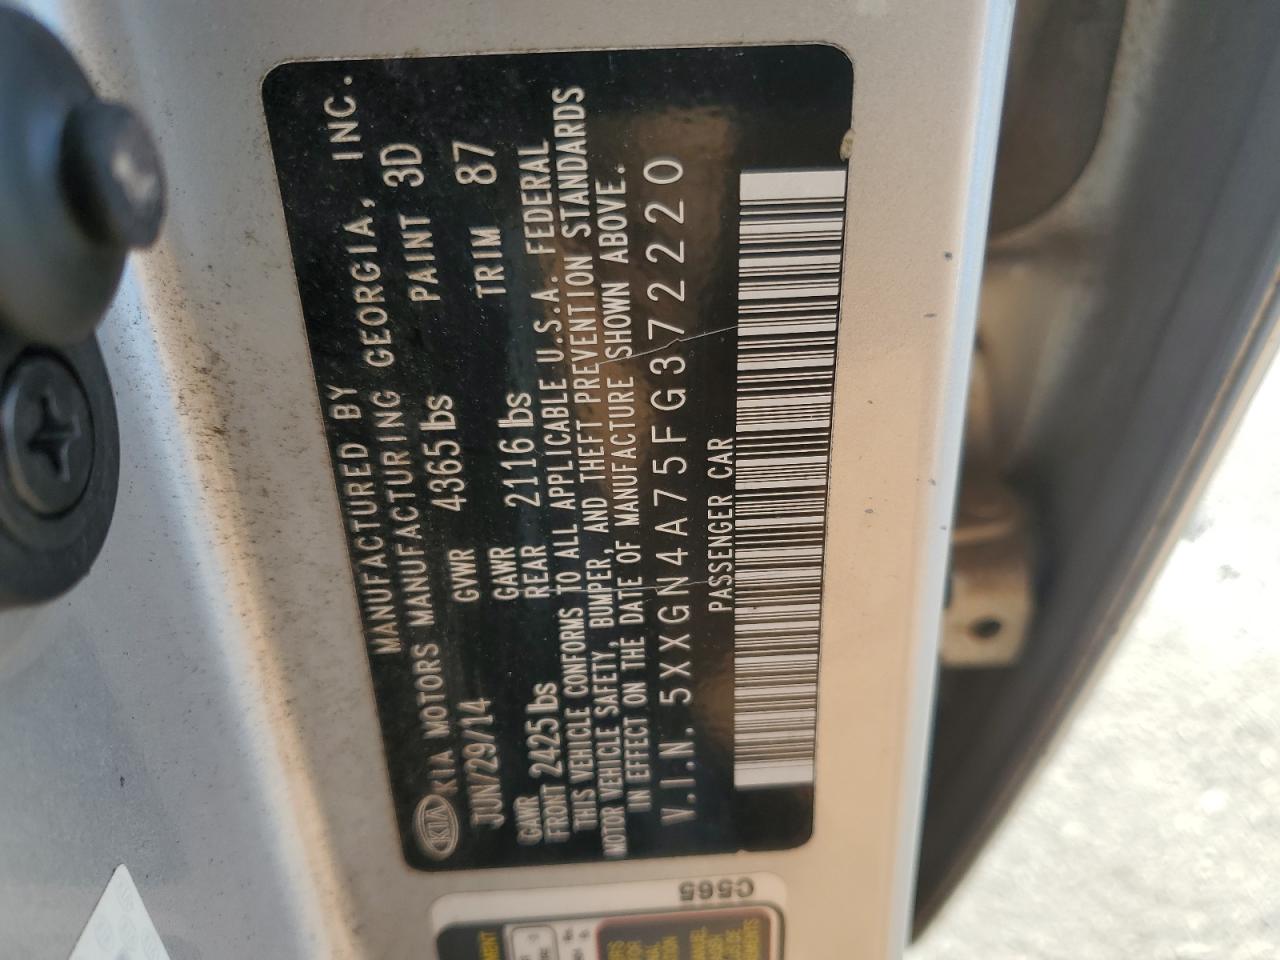 MANUFACTURED BY
KIA KIA MOTORS MANUFACTURING GEORGIA, INC.
JUN/29/14 GVWR 4365 lbs PAINT 3D
GAWR FRONT 2425 lbs GAWR REAR 2116 lbs TRIM 87
THIS VEHICLE CONFORMS TO ALL APPLICABLE U.S.A. FEDERAL
MOTOR VEHICLE SAFETY, BUMPER, AND THEFT PREVENTION STANDARDS
IN EFFECT ON THE DATE OF MANUFACTURE SHOWN ABOVE.
V.I.N. 5XXGN4A75FG372220
PASSENGER CAR
C565